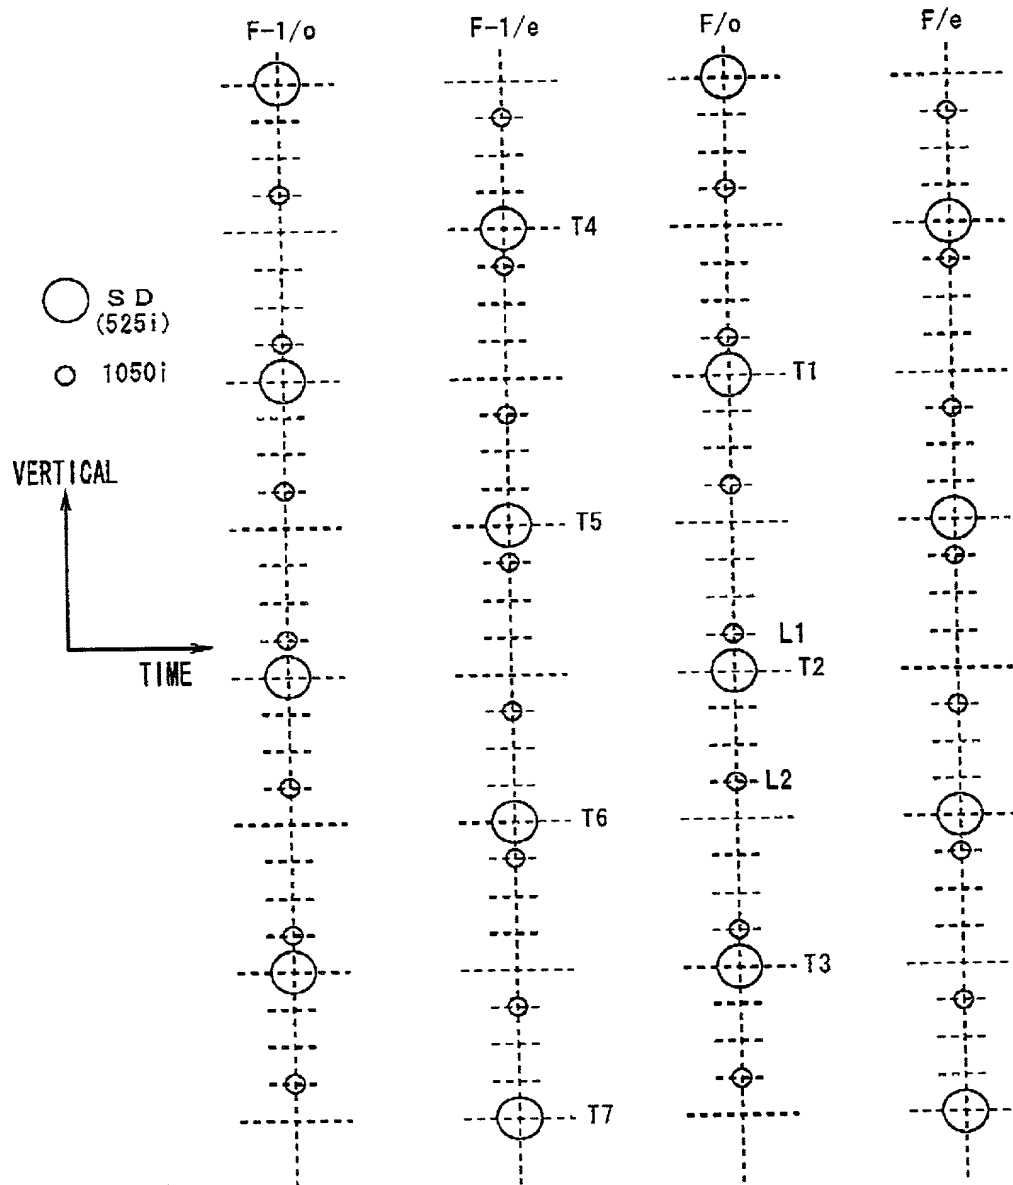 F-1/o F-1/e F/o F/e
T4
SD
(525i)
1050i
T1
VERTICAL
T5
L1
TIME
T2
L2
T6
T3
T7